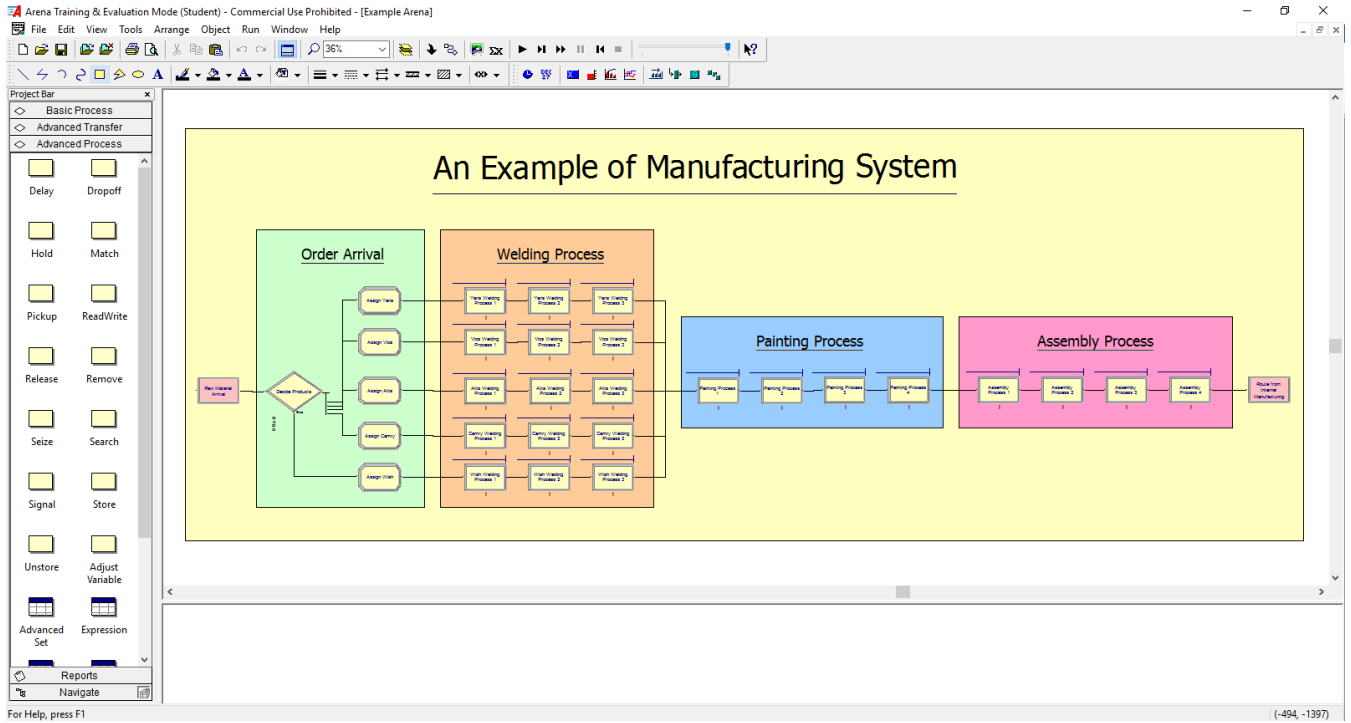 Arena Training & Evaluation Mode (Student) - Commercial Use Prohibited - [Example Arena]
File Edit View Tools Arrange Object Run Window Help
36%
Project Bar
Basic Process
Advanced Transfer
Advanced Process
Delay Dropoff
Hold Match
Pickup ReadWrite
Release Remove
Seize Search
Signal Store
Unstore Adjust
Variable
Advanced Expression
Set
Reports
Navigate
An Example of Manufacturing System
Order Arrival
Raw Material
Arrival
Decide Products
Else
Assign Yaris
Assign Vios
Assign Altis
Assign Camry
Assign Wish
Welding Process
Yaris Welding
Process 1
Yaris Welding
Process 2
Yaris Welding
Process 3
Vios Welding
Process 1
Vios Welding
Process 2
Vios Welding
Process 3
Altis Welding
Process 1
Altis Welding
Process 2
Altis Welding
Process 3
Camry Welding
Process 1
Camry Welding
Process 2
Camry Welding
Process 3
Wish Welding
Process 1
Wish Welding
Process 2
Wish Welding
Process 3
Painting Process
Painting Process
1
Painting Process
2
Painting Process
3
Painting Process
4
Assembly Process
Assembly
Process 1
Assembly
Process 2
Assembly
Process 3
Assembly
Process 4
Route from
Internal
Manufacturing
For Help, press F1
(-494, -1397)